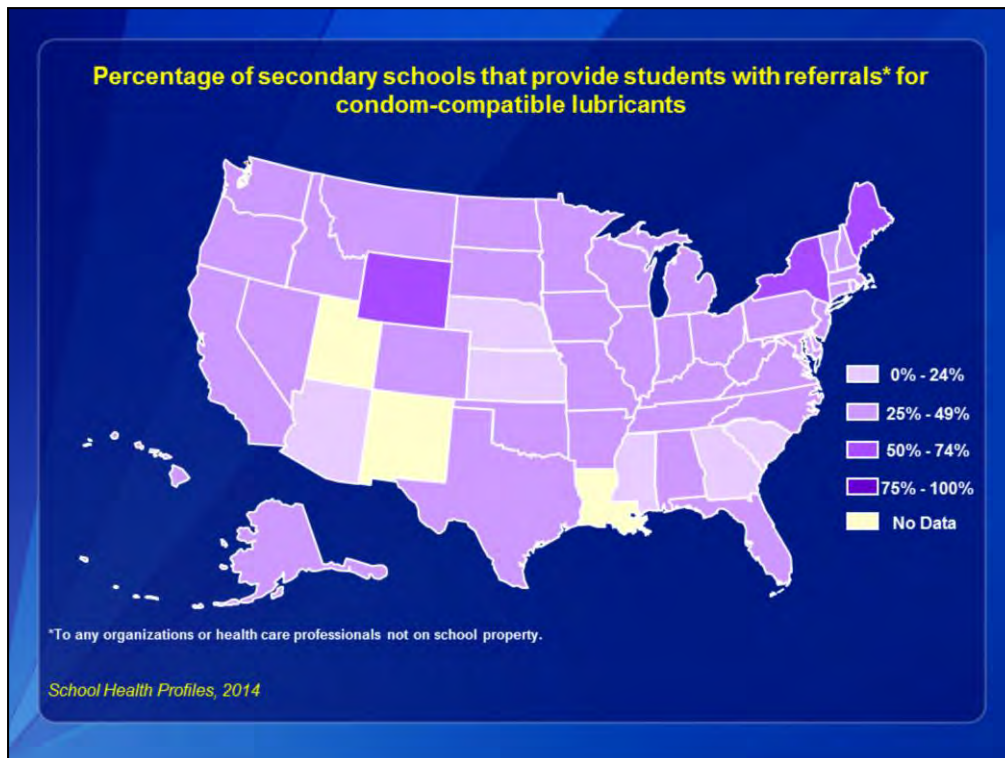 Percentage of secondary schools that provide students with referrals* for
condom-compatible lubricants
0% - 24%
25% - 49%
50% - 74%
75% - 100%
No Data
*To any organizations or health care professionals not on school property.
School Health Profiles, 2014